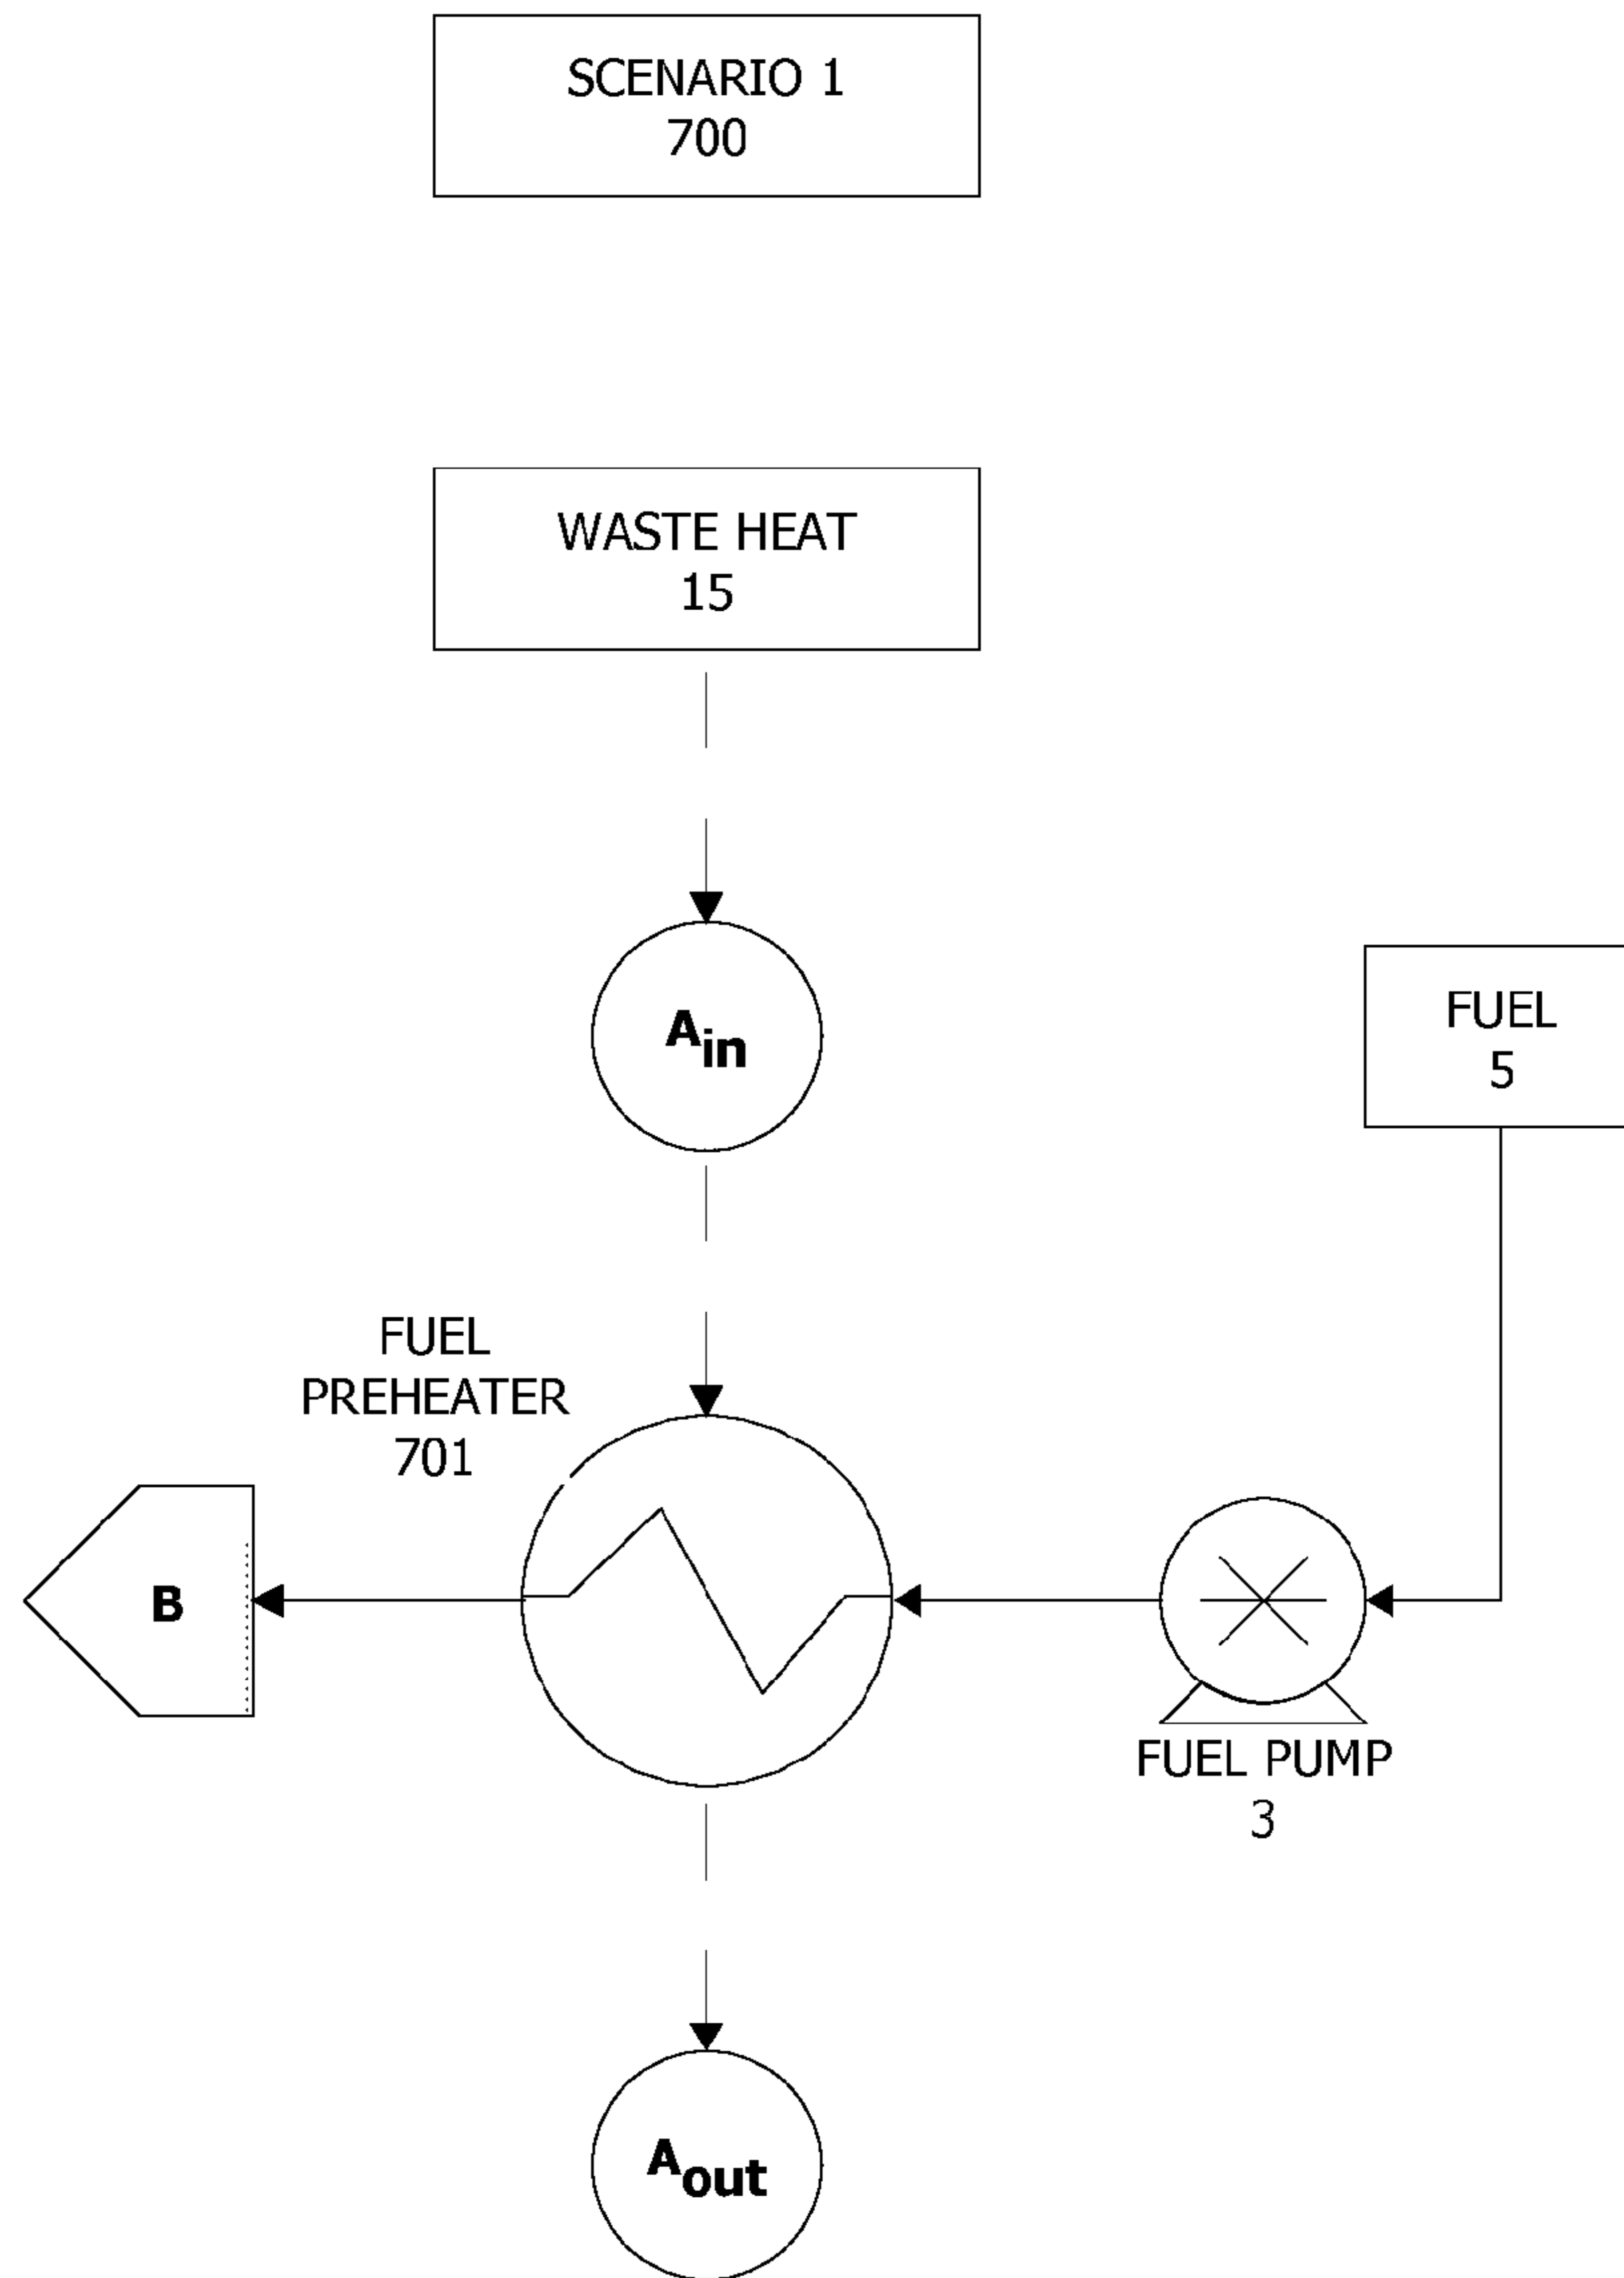 SCENARIO 1
700
WASTE HEAT
15
Ain
FUEL
5
FUEL
PREHEATER
701
B
FUEL PUMP
3
Aout